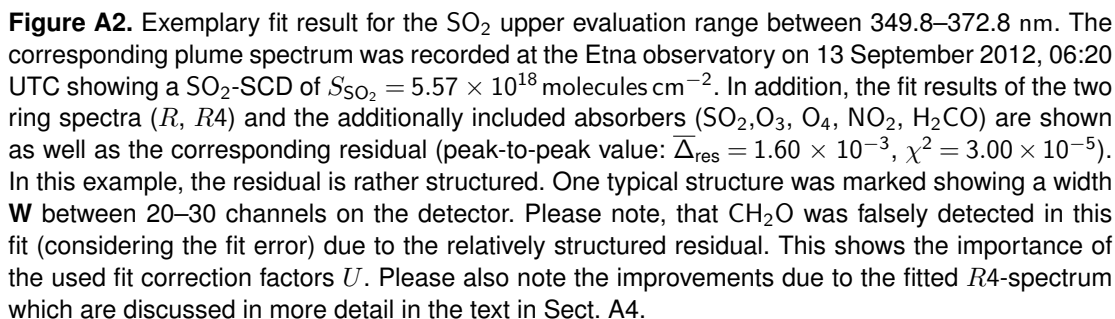 Figure A2. Exemplary fit result for the SO₂ upper evaluation range between 349.8–372.8 nm. The
corresponding plume spectrum was recorded at the Etna observatory on 13 September 2012, 06:20
UTC showing a SO₂-SCD of S_SO₂ = 5.57 × 10¹⁸ molecules cm⁻². In addition, the fit results of the two
ring spectra (R, R4) and the additionally included absorbers (SO₂,O₃, O₄, NO₂, H₂CO) are shown
as well as the corresponding residual (peak-to-peak value: Δ̅_res = 1.60 × 10⁻³, χ² = 3.00 × 10⁻⁵).
In this example, the residual is rather structured. One typical structure was marked showing a width
W between 20–30 channels on the detector. Please note, that CH₂O was falsely detected in this
fit (considering the fit error) due to the relatively structured residual. This shows the importance of
the used fit correction factors U. Please also note the improvements due to the fitted R4-spectrum
which are discussed in more detail in the text in Sect. A4.